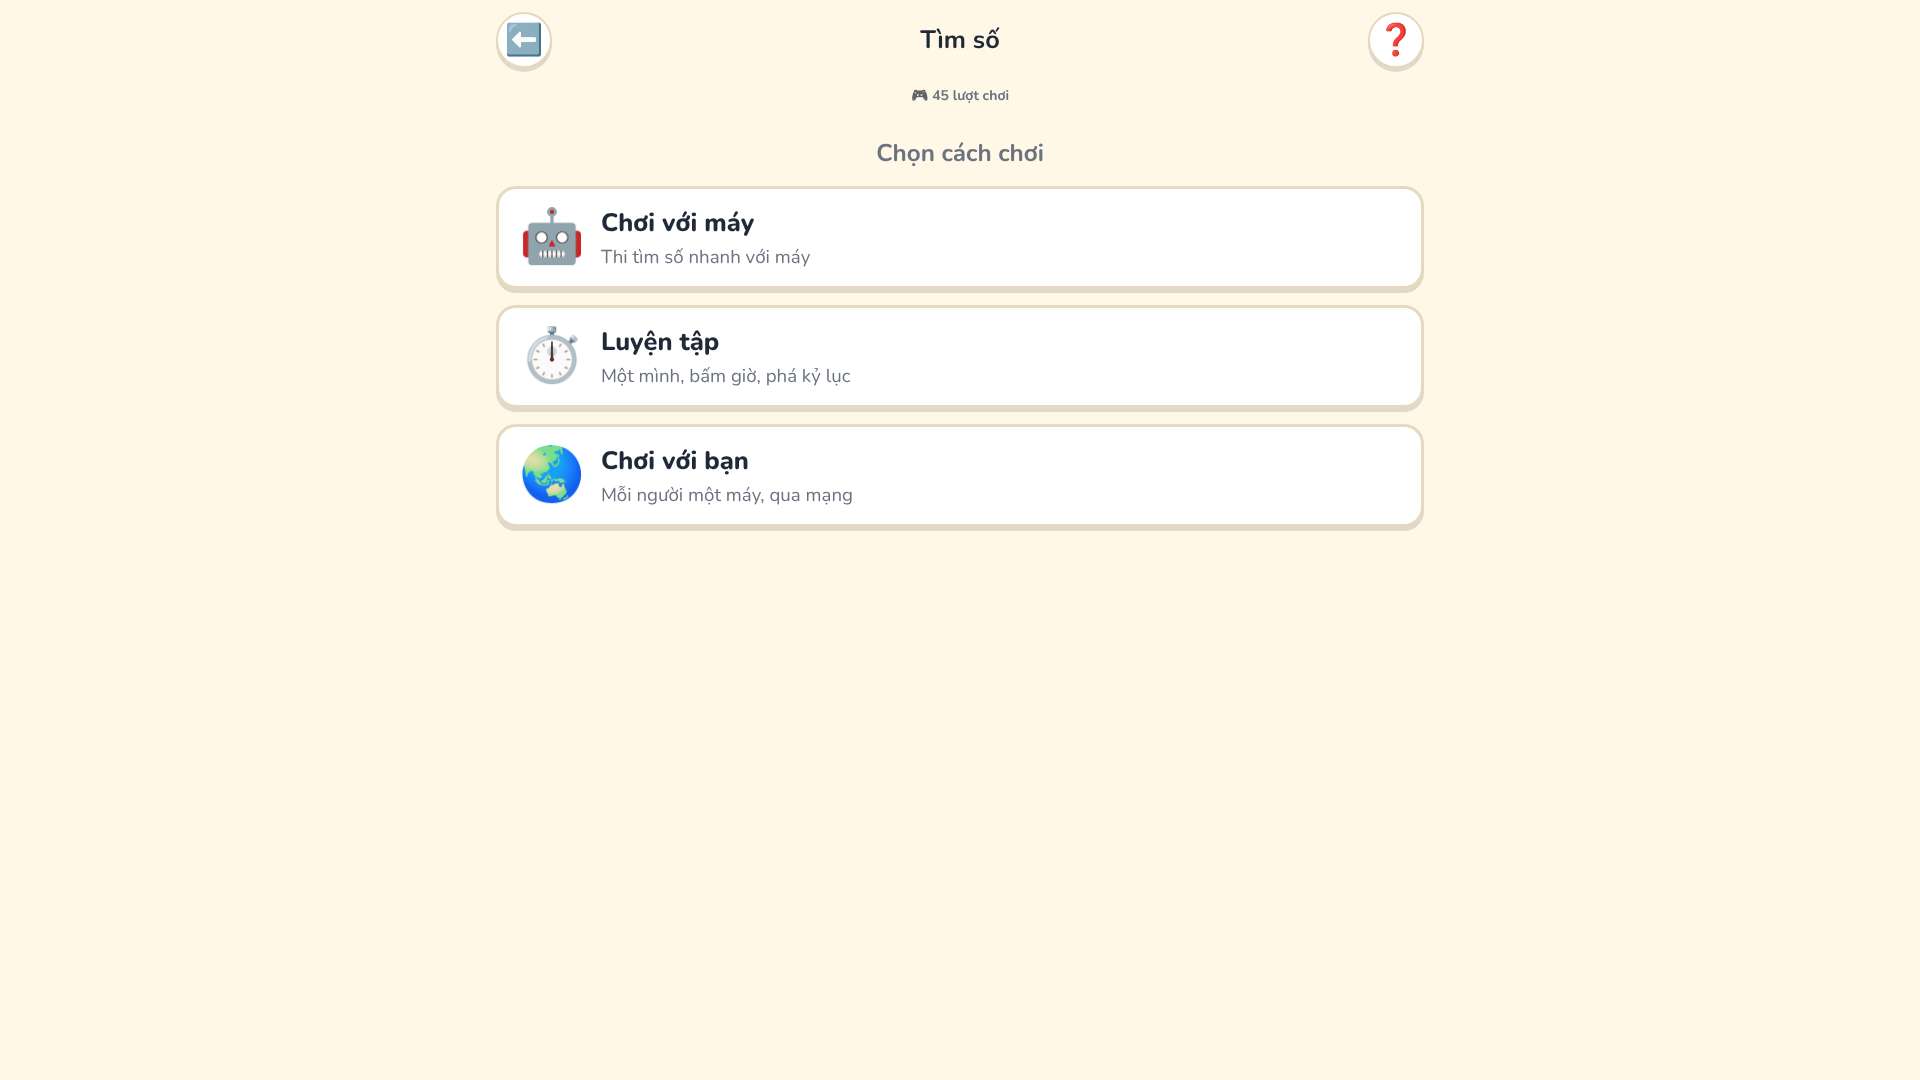 Tìm số
45 lượt chơi
Chọn cách chơi
Chơi với máy
Thi tìm số nhanh với máy
Luyện tập
Một mình, bấm giờ, phá kỷ lục
Chơi với bạn
Mỗi người một máy, qua mạng